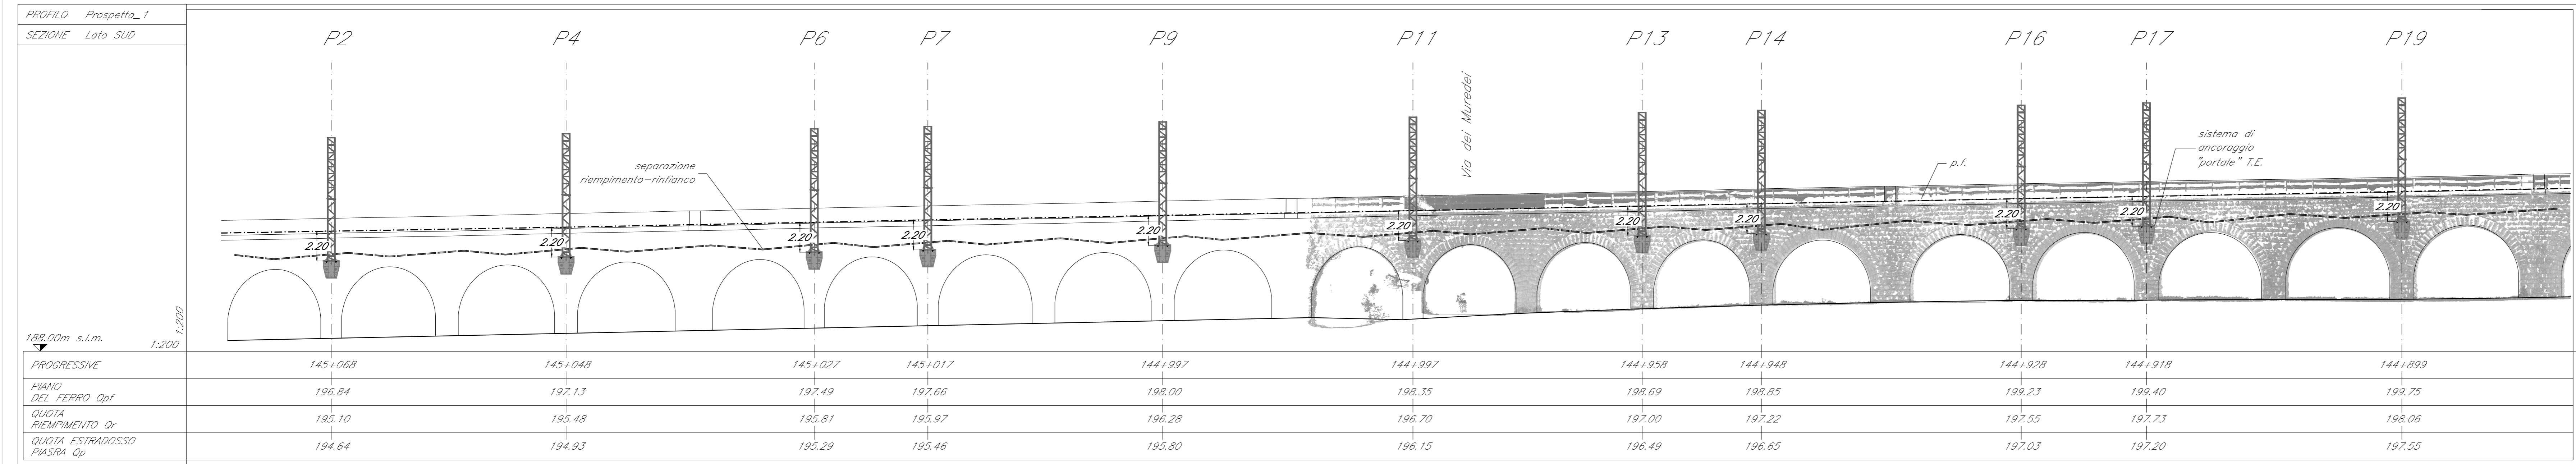 PROFILO Prospetto_1
SEZIONE Lato SUD
P2 P4 P6 P7 P9 P11 P13 P14 P16 P17 P19
Via dei Muredei
separazione
riempimento-rinfianco
p.f.
sistema di
ancoraggio
"portale" T.E.
2.20 2.20 2.20 2.20 2.20 2.20 2.20 2.20 2.20 2.20 2.20
188.00m s.l.m.
1:200
1:200
PROGRESSIVE 145+068 145+048 145+027 145+017 144+997 144+997 144+958 144+948 144+928 144+918 144+899
PIANO
DEL FERRO Qpf 196.84 197.13 197.49 197.66 198.00 198.35 198.69 198.85 199.23 199.40 199.75
QUOTA
RIEMPIMENTO Qr 195.10 195.48 195.81 195.97 196.28 196.70 197.00 197.22 197.55 197.73 198.06
QUOTA ESTRADOSSO
PIASRA Qp 194.64 194.93 195.29 195.46 195.80 196.15 196.49 196.65 197.03 197.20 197.55